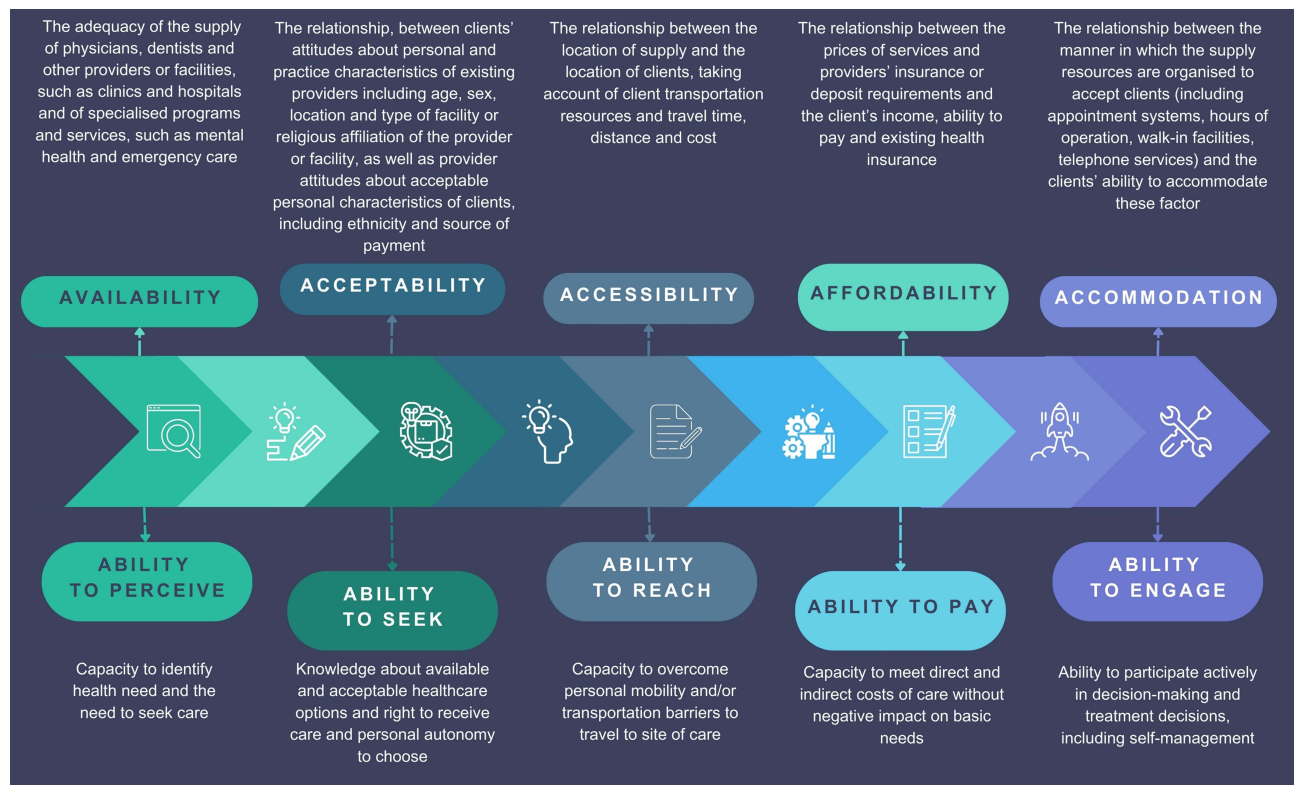 The adequacy of the supply
of physicians, dentists and
other providers or facilities,
such as clinics and hospitals
and of specialised programs
and services, such as mental
health and emergency care
The relationship, between clients’
attitudes about personal and
practice characteristics of existing
providers including age, sex,
location and type of facility or
religious affiliation of the provider
or facility, as well as provider
attitudes about acceptable
personal characteristics of clients,
including ethnicity and source of
payment
The relationship between the
location of supply and the
location of clients, taking
account of client transportation
resources and travel time,
distance and cost
The relationship between the
prices of services and
providers’ insurance or
deposit requirements and
the client’s income, ability to
pay and existing health
insurance
The relationship between the
manner in which the supply
resources are organised to
accept clients (including
appointment systems, hours of
operation, walk-in facilities,
telephone services) and the
clients’ ability to accommodate
these factor
AVAILABILITY
ACCEPTABILITY
ACCESSIBILITY
AFFORDABILITY
ACCOMMODATION
ABILITY
TO PERCEIVE
ABILITY
TO SEEK
ABILITY
TO REACH
ABILITY TO PAY
ABILITY
TO ENGAGE
Capacity to identify
health need and the
need to seek care
Knowledge about available
and acceptable healthcare
options and right to receive
care and personal autonomy
to choose
Capacity to overcome
personal mobility and/or
transportation barriers to
travel to site of care
Capacity to meet direct and
indirect costs of care without
negative impact on basic
needs
Ability to participate actively
in decision-making and
treatment decisions,
including self-management